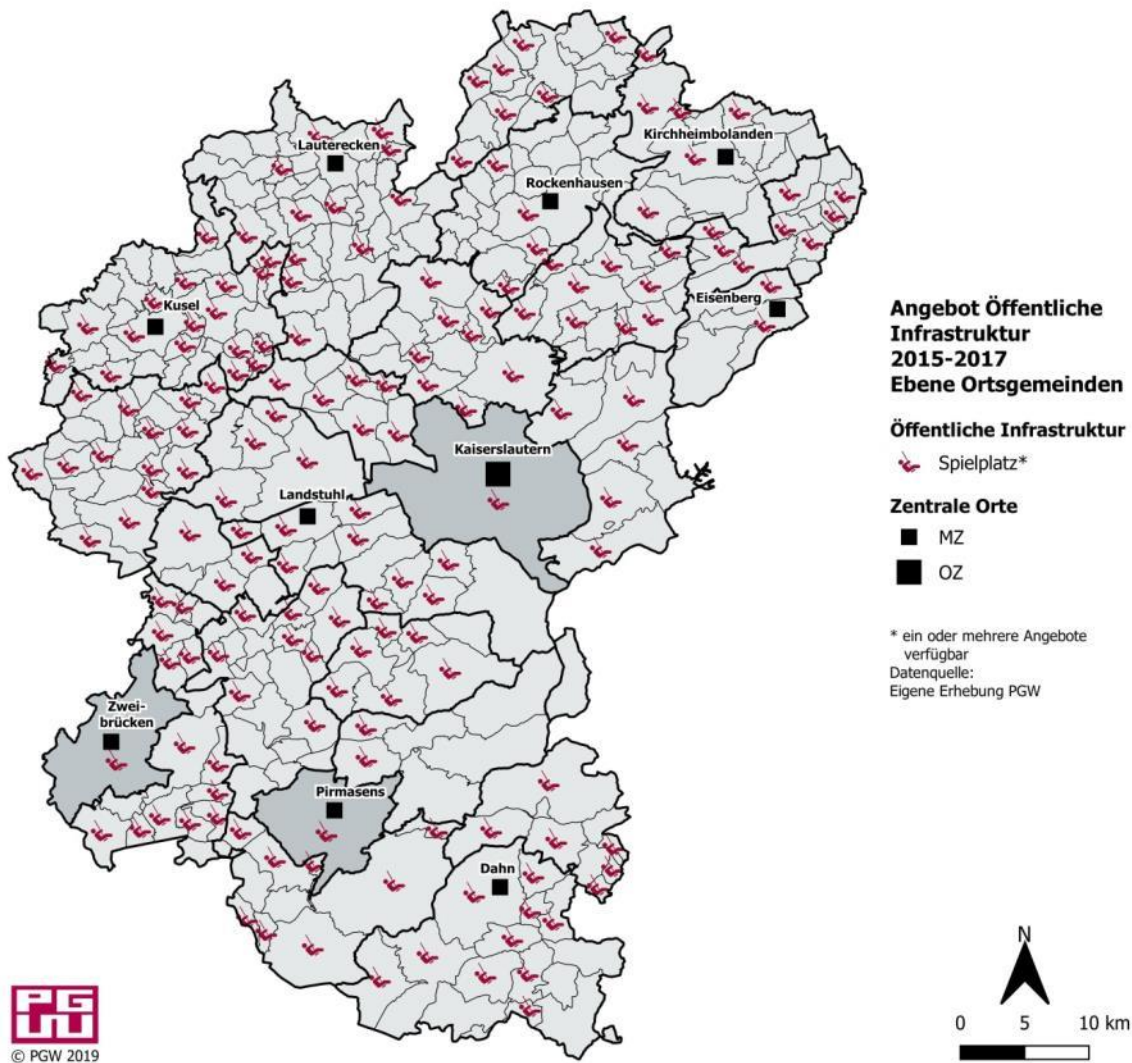 Kirchheimbolanden
Lauterecken
Rockenhausen
Kusel
Eisenberg
Kaiserslautern
Landstuhl
Zwei-
brücken
Pirmasens
Dahn
Angebot Öffentliche
Infrastruktur
2015-2017
Ebene Ortsgemeinden
Öffentliche Infrastruktur
Spielplatz*
Zentrale Orte
MZ
OZ
* ein oder mehrere Angebote
verfügbar
Datenquelle:
Eigene Erhebung PGW
N
0 5 10 km
PGW
© PGW 2019